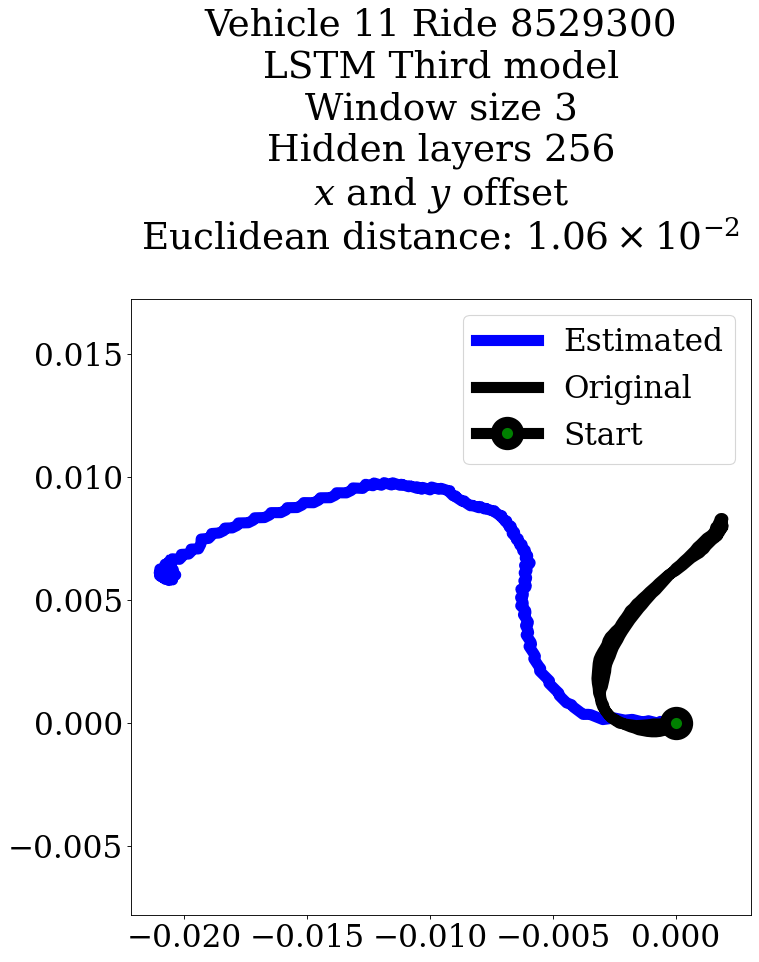 Vehicle 11 Ride 8529300
LSTM Third model
Window size 3
Hidden layers 256
x and y offset
Euclidean distance: 1.06 × 10⁻²
Estimated
Original
Start
0.015
0.010
0.005
0.000
−0.005
−0.020 −0.015 −0.010 −0.005 0.000